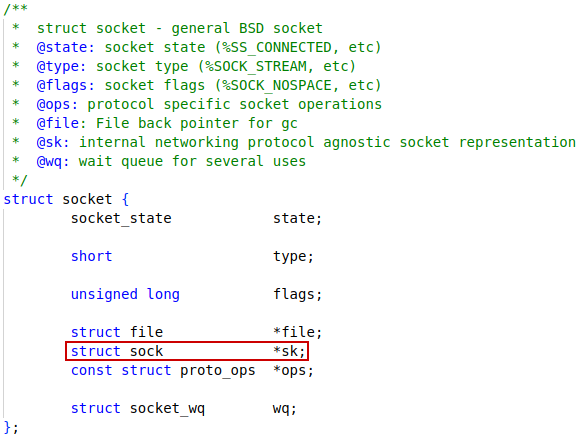 /**
 *  struct socket - general BSD socket
 *  @state: socket state (%SS_CONNECTED, etc)
 *  @type: socket type (%SOCK_STREAM, etc)
 *  @flags: socket flags (%SOCK_NOSPACE, etc)
 *  @ops: protocol specific socket operations
 *  @file: File back pointer for gc
 *  @sk: internal networking protocol agnostic socket representation
 *  @wq: wait queue for several uses
 */
struct socket {
        socket_state            state;
        short                   type;
        unsigned long           flags;
        struct file             *file;
        struct sock             *sk;
        const struct proto_ops  *ops;
        struct socket_wq        wq;
};